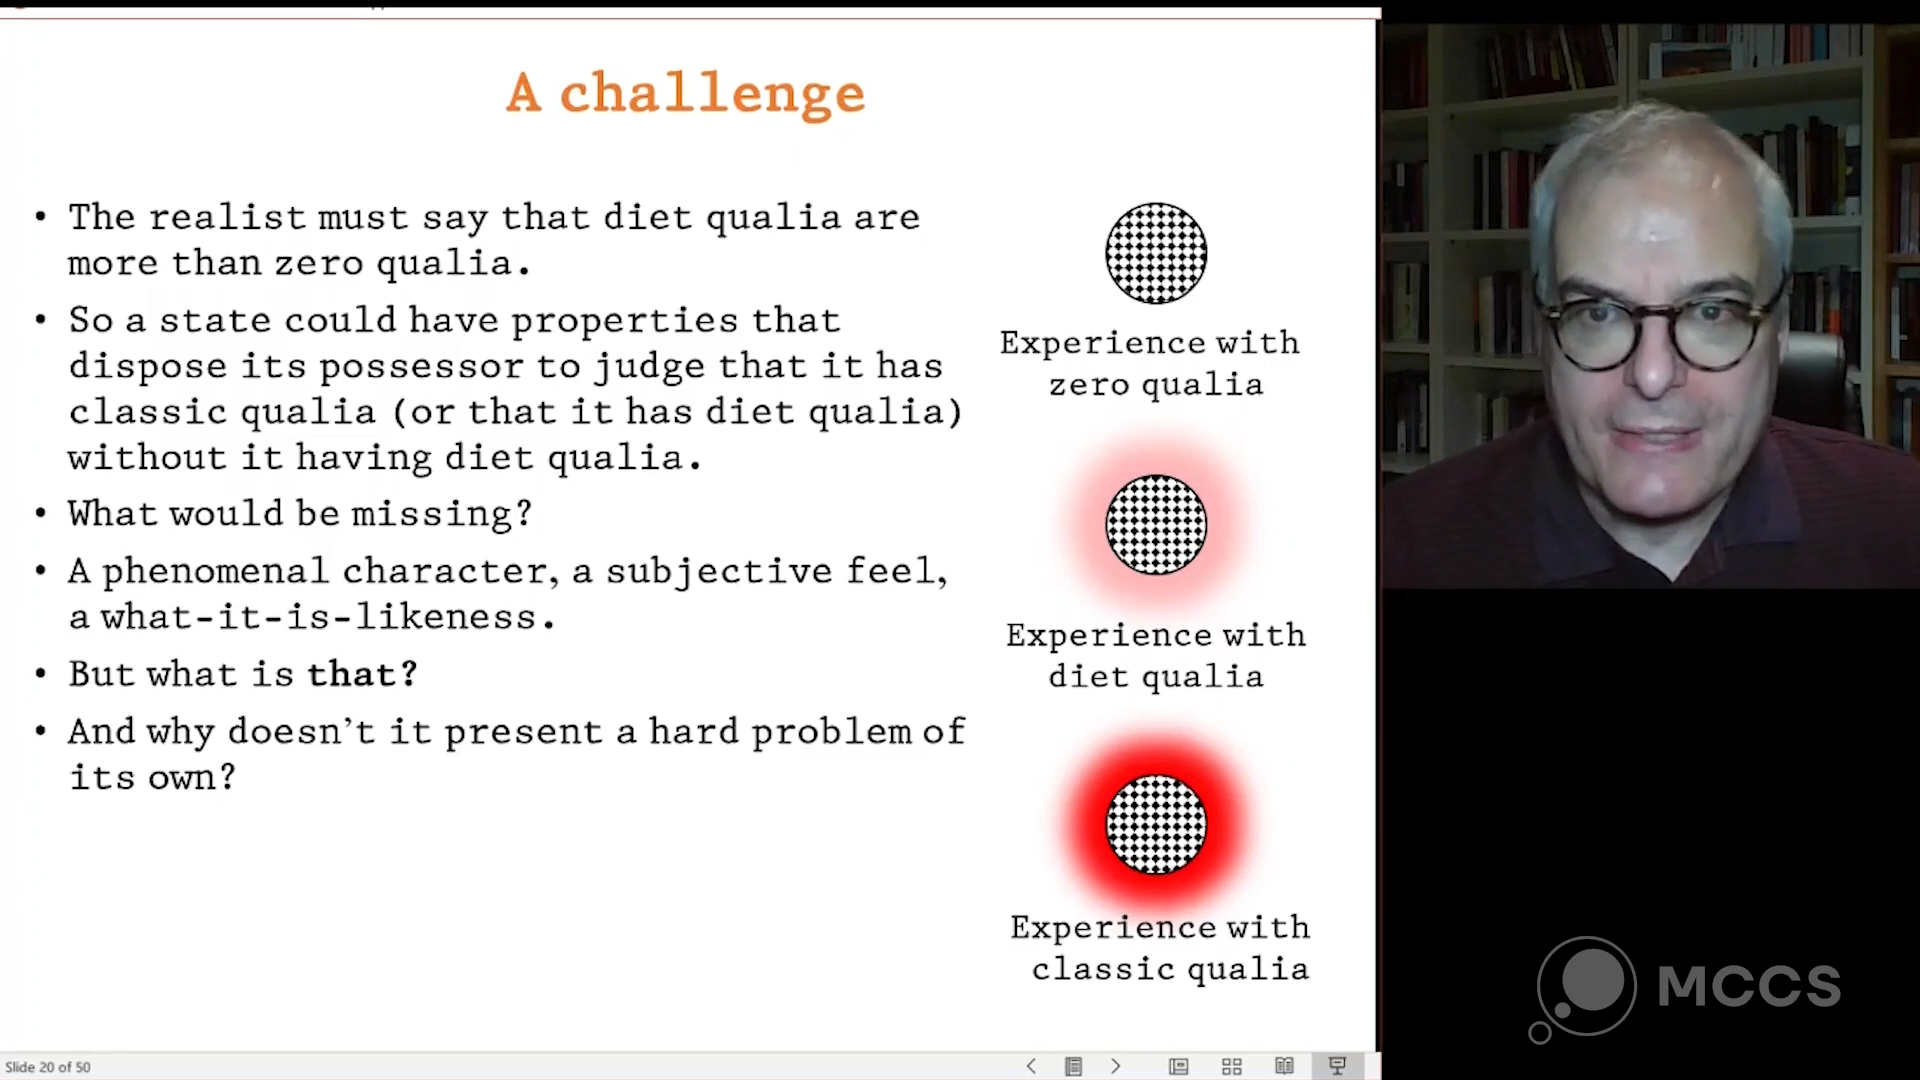 A challenge
• The realist must say that diet qualia are
more than zero qualia.
• So a state could have properties that
dispose its possessor to judge that it has
classic qualia (or that it has diet qualia)
without it having diet qualia.
• What would be missing?
• A phenomenal character, a subjective feel,
a what-it-is-likeness.
• But what is that?
• And why doesn’t it present a hard problem of
its own?
Experience with
zero qualia
Experience with
diet qualia
Experience with
classic qualia
MCCS
Slide 20 of 50